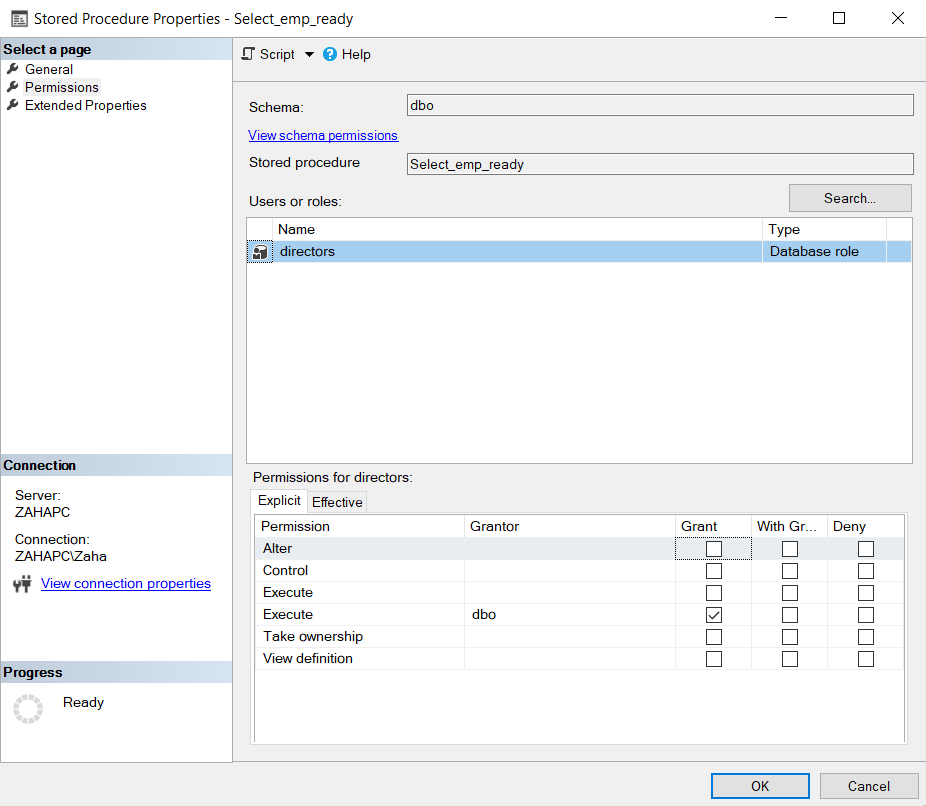 Stored Procedure Properties - Select_emp_ready
Select a page
General
Permissions
Extended Properties
Script
Help
Schema:
dbo
View schema permissions
Stored procedure
Select_emp_ready
Users or roles:
Search...
Name
Type
directors
Database role
Permissions for directors:
Explicit
Effective
Permission
Grantor
Grant
With Gr...
Deny
Alter
Control
Execute
Execute
dbo
Take ownership
View definition
Connection
Server:
ZAHAPC
Connection:
ZAHAPC\Zaha
View connection properties
Progress
Ready
OK
Cancel